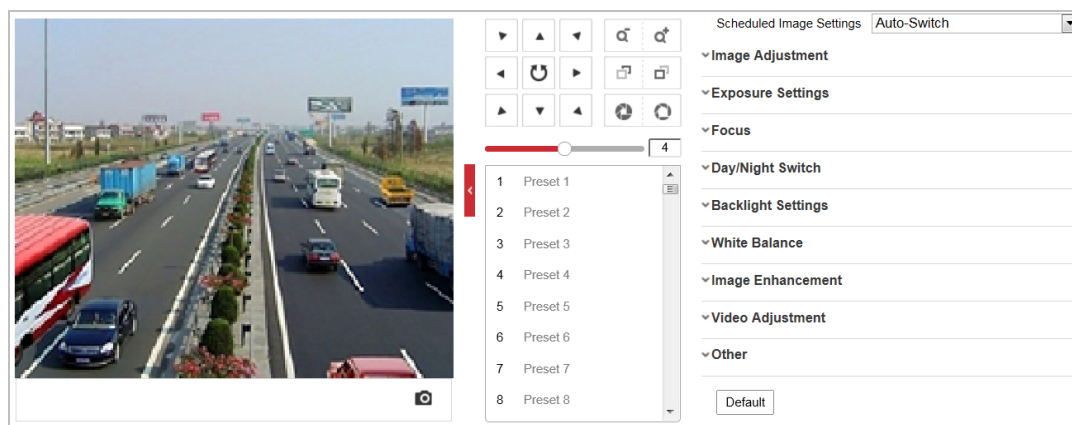 Scheduled Image Settings Auto-Switch
Image Adjustment
Exposure Settings
Focus
Day/Night Switch
Backlight Settings
White Balance
Image Enhancement
Video Adjustment
Other
Default
4
1 Preset 1
2 Preset 2
3 Preset 3
4 Preset 4
5 Preset 5
6 Preset 6
7 Preset 7
8 Preset 8